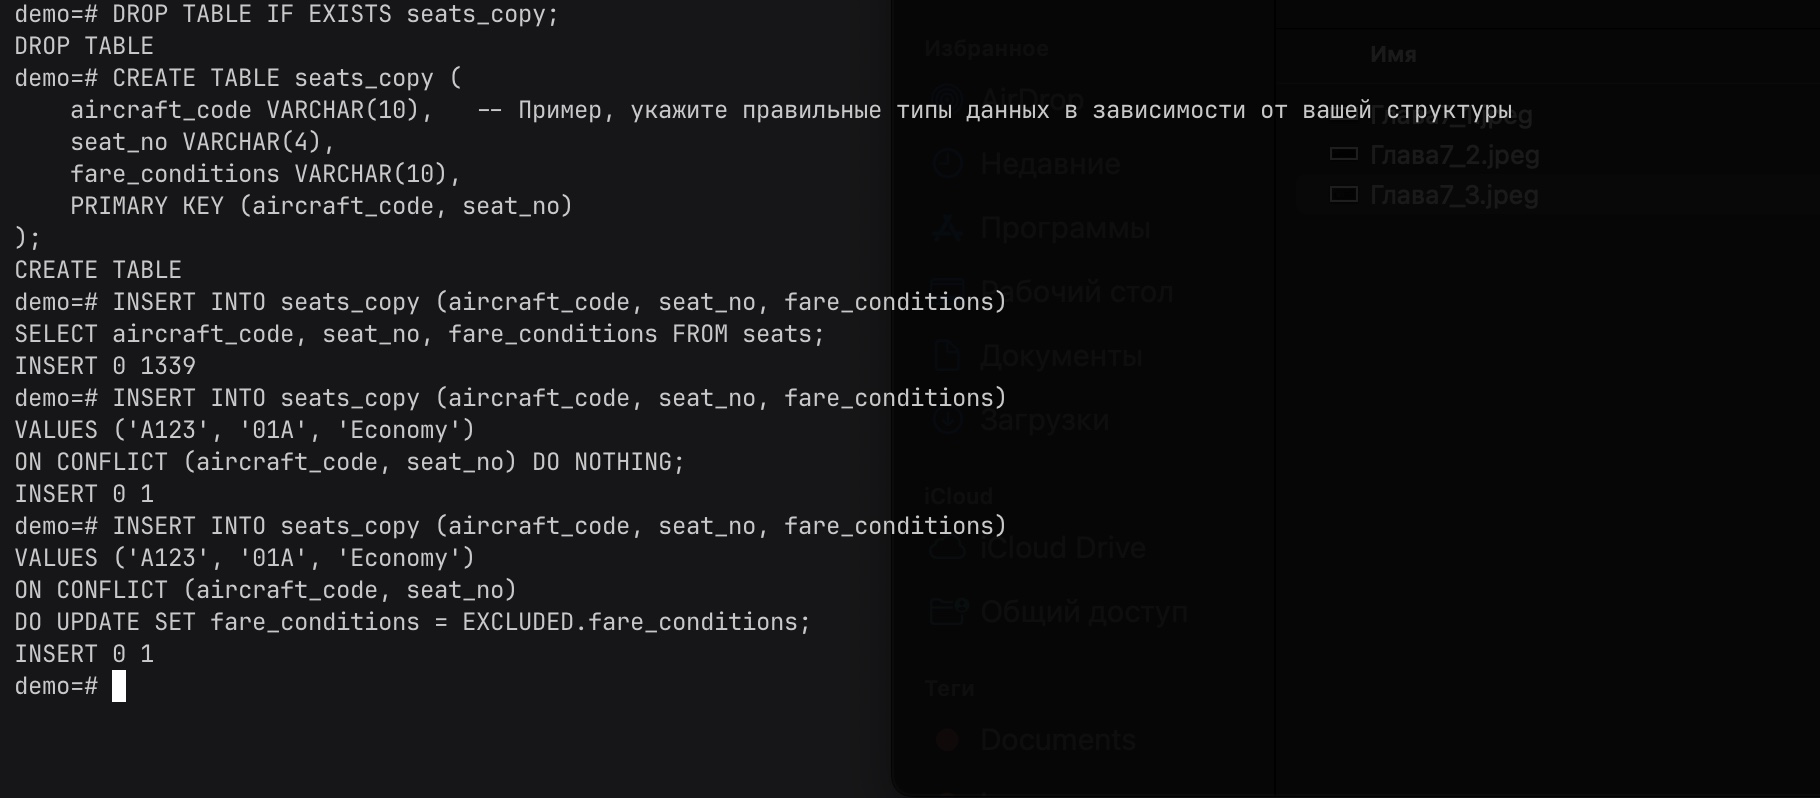 demo=# DROP TABLE IF EXISTS seats_copy;
DROP TABLE
demo=# CREATE TABLE seats_copy (
    aircraft_code VARCHAR(10),   -- Пример, укажите правильные типы данных в зависимости от вашей структуры
    seat_no VARCHAR(4),
    fare_conditions VARCHAR(10),
    PRIMARY KEY (aircraft_code, seat_no)
);
CREATE TABLE
demo=# INSERT INTO seats_copy (aircraft_code, seat_no, fare_conditions)
SELECT aircraft_code, seat_no, fare_conditions FROM seats;
INSERT 0 1339
demo=# INSERT INTO seats_copy (aircraft_code, seat_no, fare_conditions)
VALUES ('A123', '01A', 'Economy')
ON CONFLICT (aircraft_code, seat_no) DO NOTHING;
INSERT 0 1
demo=# INSERT INTO seats_copy (aircraft_code, seat_no, fare_conditions)
VALUES ('A123', '01A', 'Economy')
ON CONFLICT (aircraft_code, seat_no)
DO UPDATE SET fare_conditions = EXCLUDED.fare_conditions;
INSERT 0 1
demo=#
Избранное
AirDrop
Недавние
Программы
Рабочий стол
Документы
Загрузки
iCloud
iCloud Drive
Общий доступ
Теги
Documents
Имя
Глава7_1.jpeg
Глава7_2.jpeg
Глава7_3.jpeg